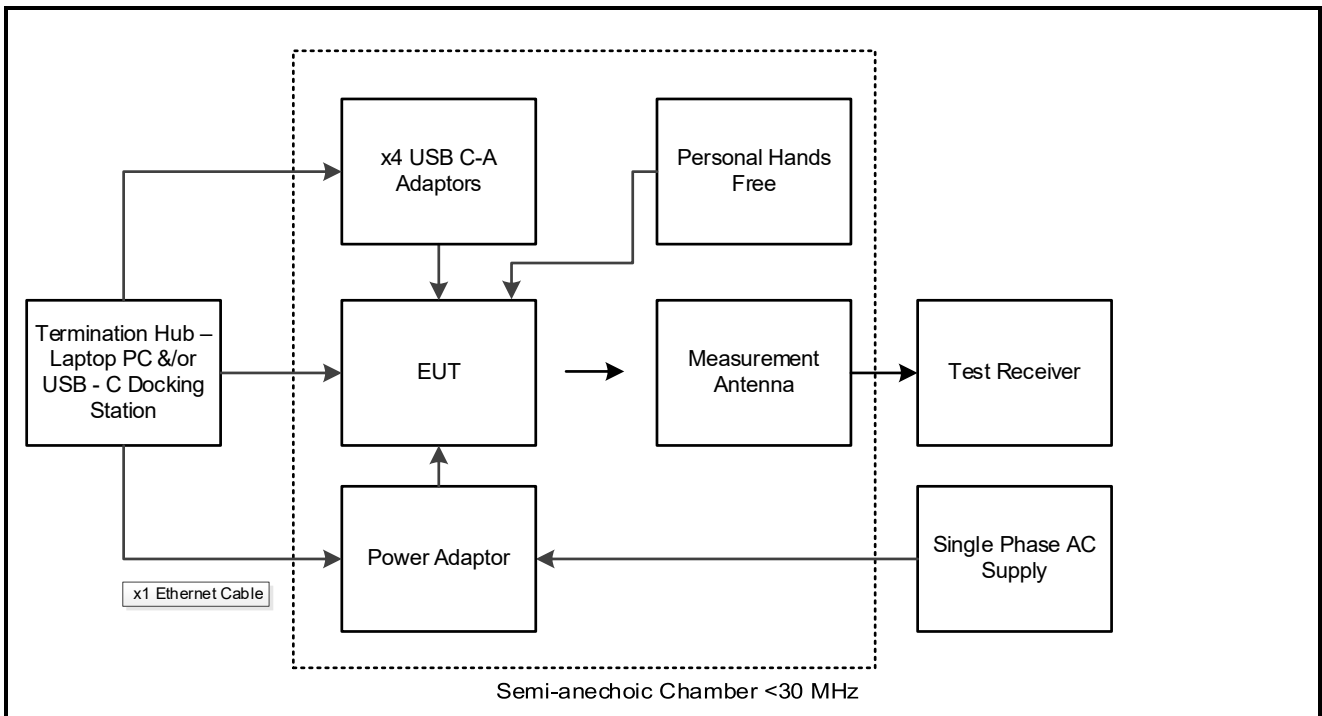 x4 USB C-A
Adaptors
Personal Hands
Free
Termination Hub –
Laptop PC &/or
USB - C Docking
Station
EUT
Measurement
Antenna
Test Receiver
Power Adaptor
Single Phase AC
Supply
x1 Ethernet Cable
Semi-anechoic Chamber <30 MHz